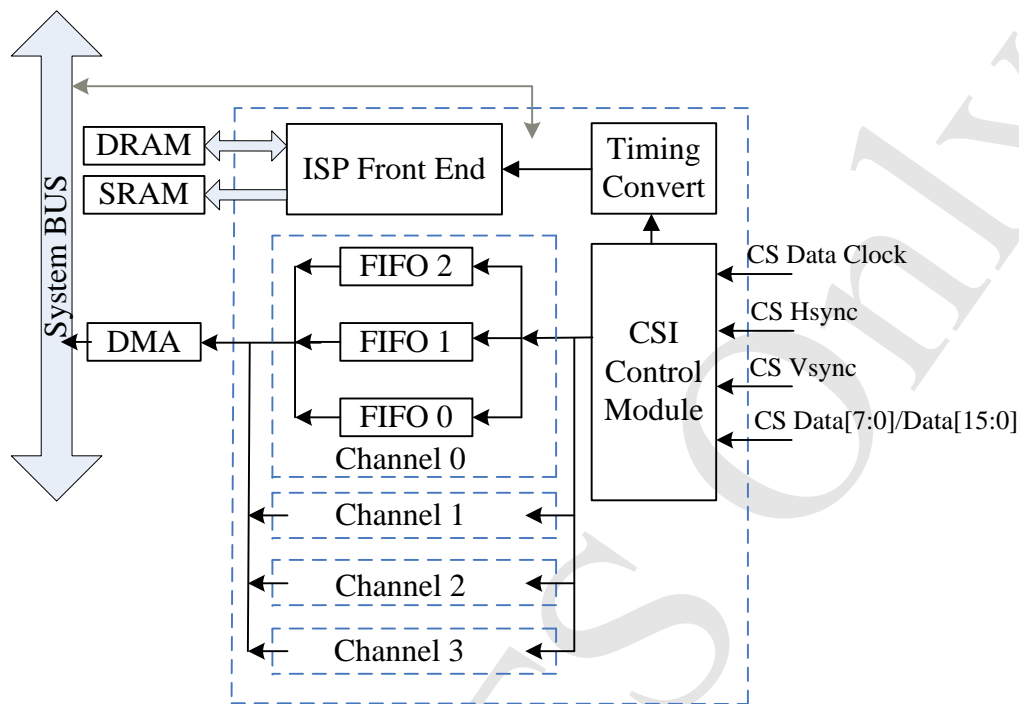 System BUS
DRAM
SRAM
ISP Front End
Timing
Convert
FIFO 2
FIFO 1
FIFO 0
Channel 0
Channel 1
Channel 2
Channel 3
DMA
CSI
Control
Module
CS Data Clock
CS Hsync
CS Vsync
CS Data[7:0]/Data[15:0]
Only